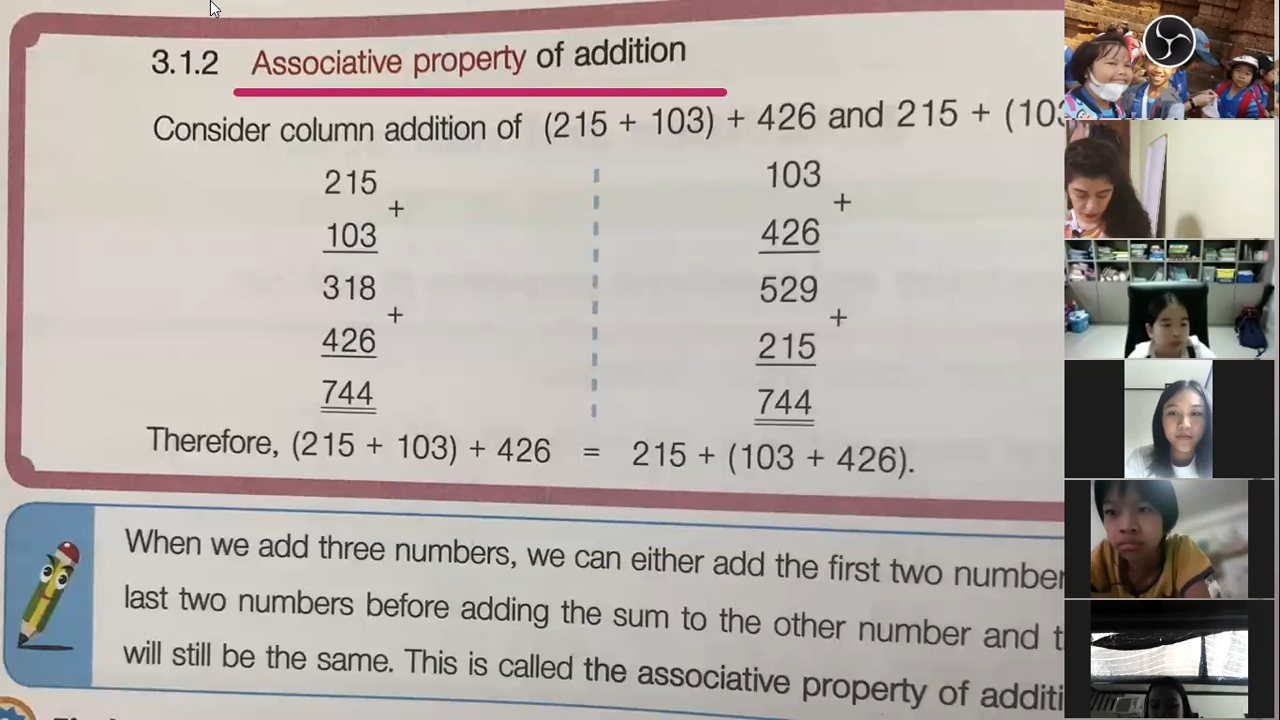 3.1.2 Associative property of addition
Consider column addition of (215 + 103) + 426 and 215 + (103
215
+
103
318
+
426
744
103
+
426
529
+
215
744
Therefore, (215 + 103) + 426 = 215 + (103 + 426).
When we add three numbers, we can either add the first two number
last two numbers before adding the sum to the other number and t
will still be the same. This is called the associative property of additi